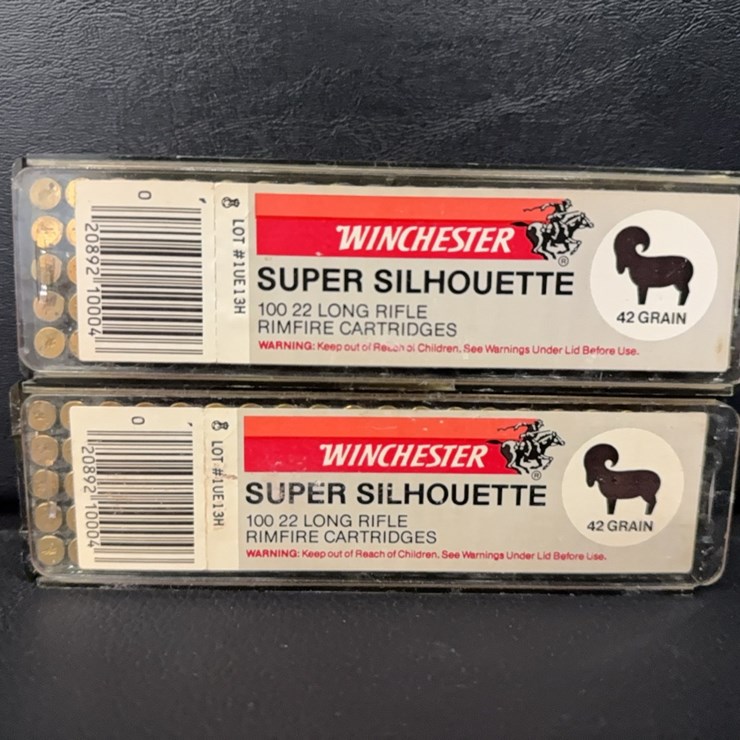 0
20892 10004
LOT #1UE13H
WINCHESTER
®
SUPER SILHOUETTE
100 22 LONG RIFLE
RIMFIRE CARTRIDGES
WARNING: Keep out of Reach of Children. See Warnings Under Lid Before Use.
42 GRAIN
0
20892 10004
LOT #1UE13H
WINCHESTER
®
SUPER SILHOUETTE
100 22 LONG RIFLE
RIMFIRE CARTRIDGES
WARNING: Keep out of Reach of Children. See Warnings Under Lid Before Use.
42 GRAIN